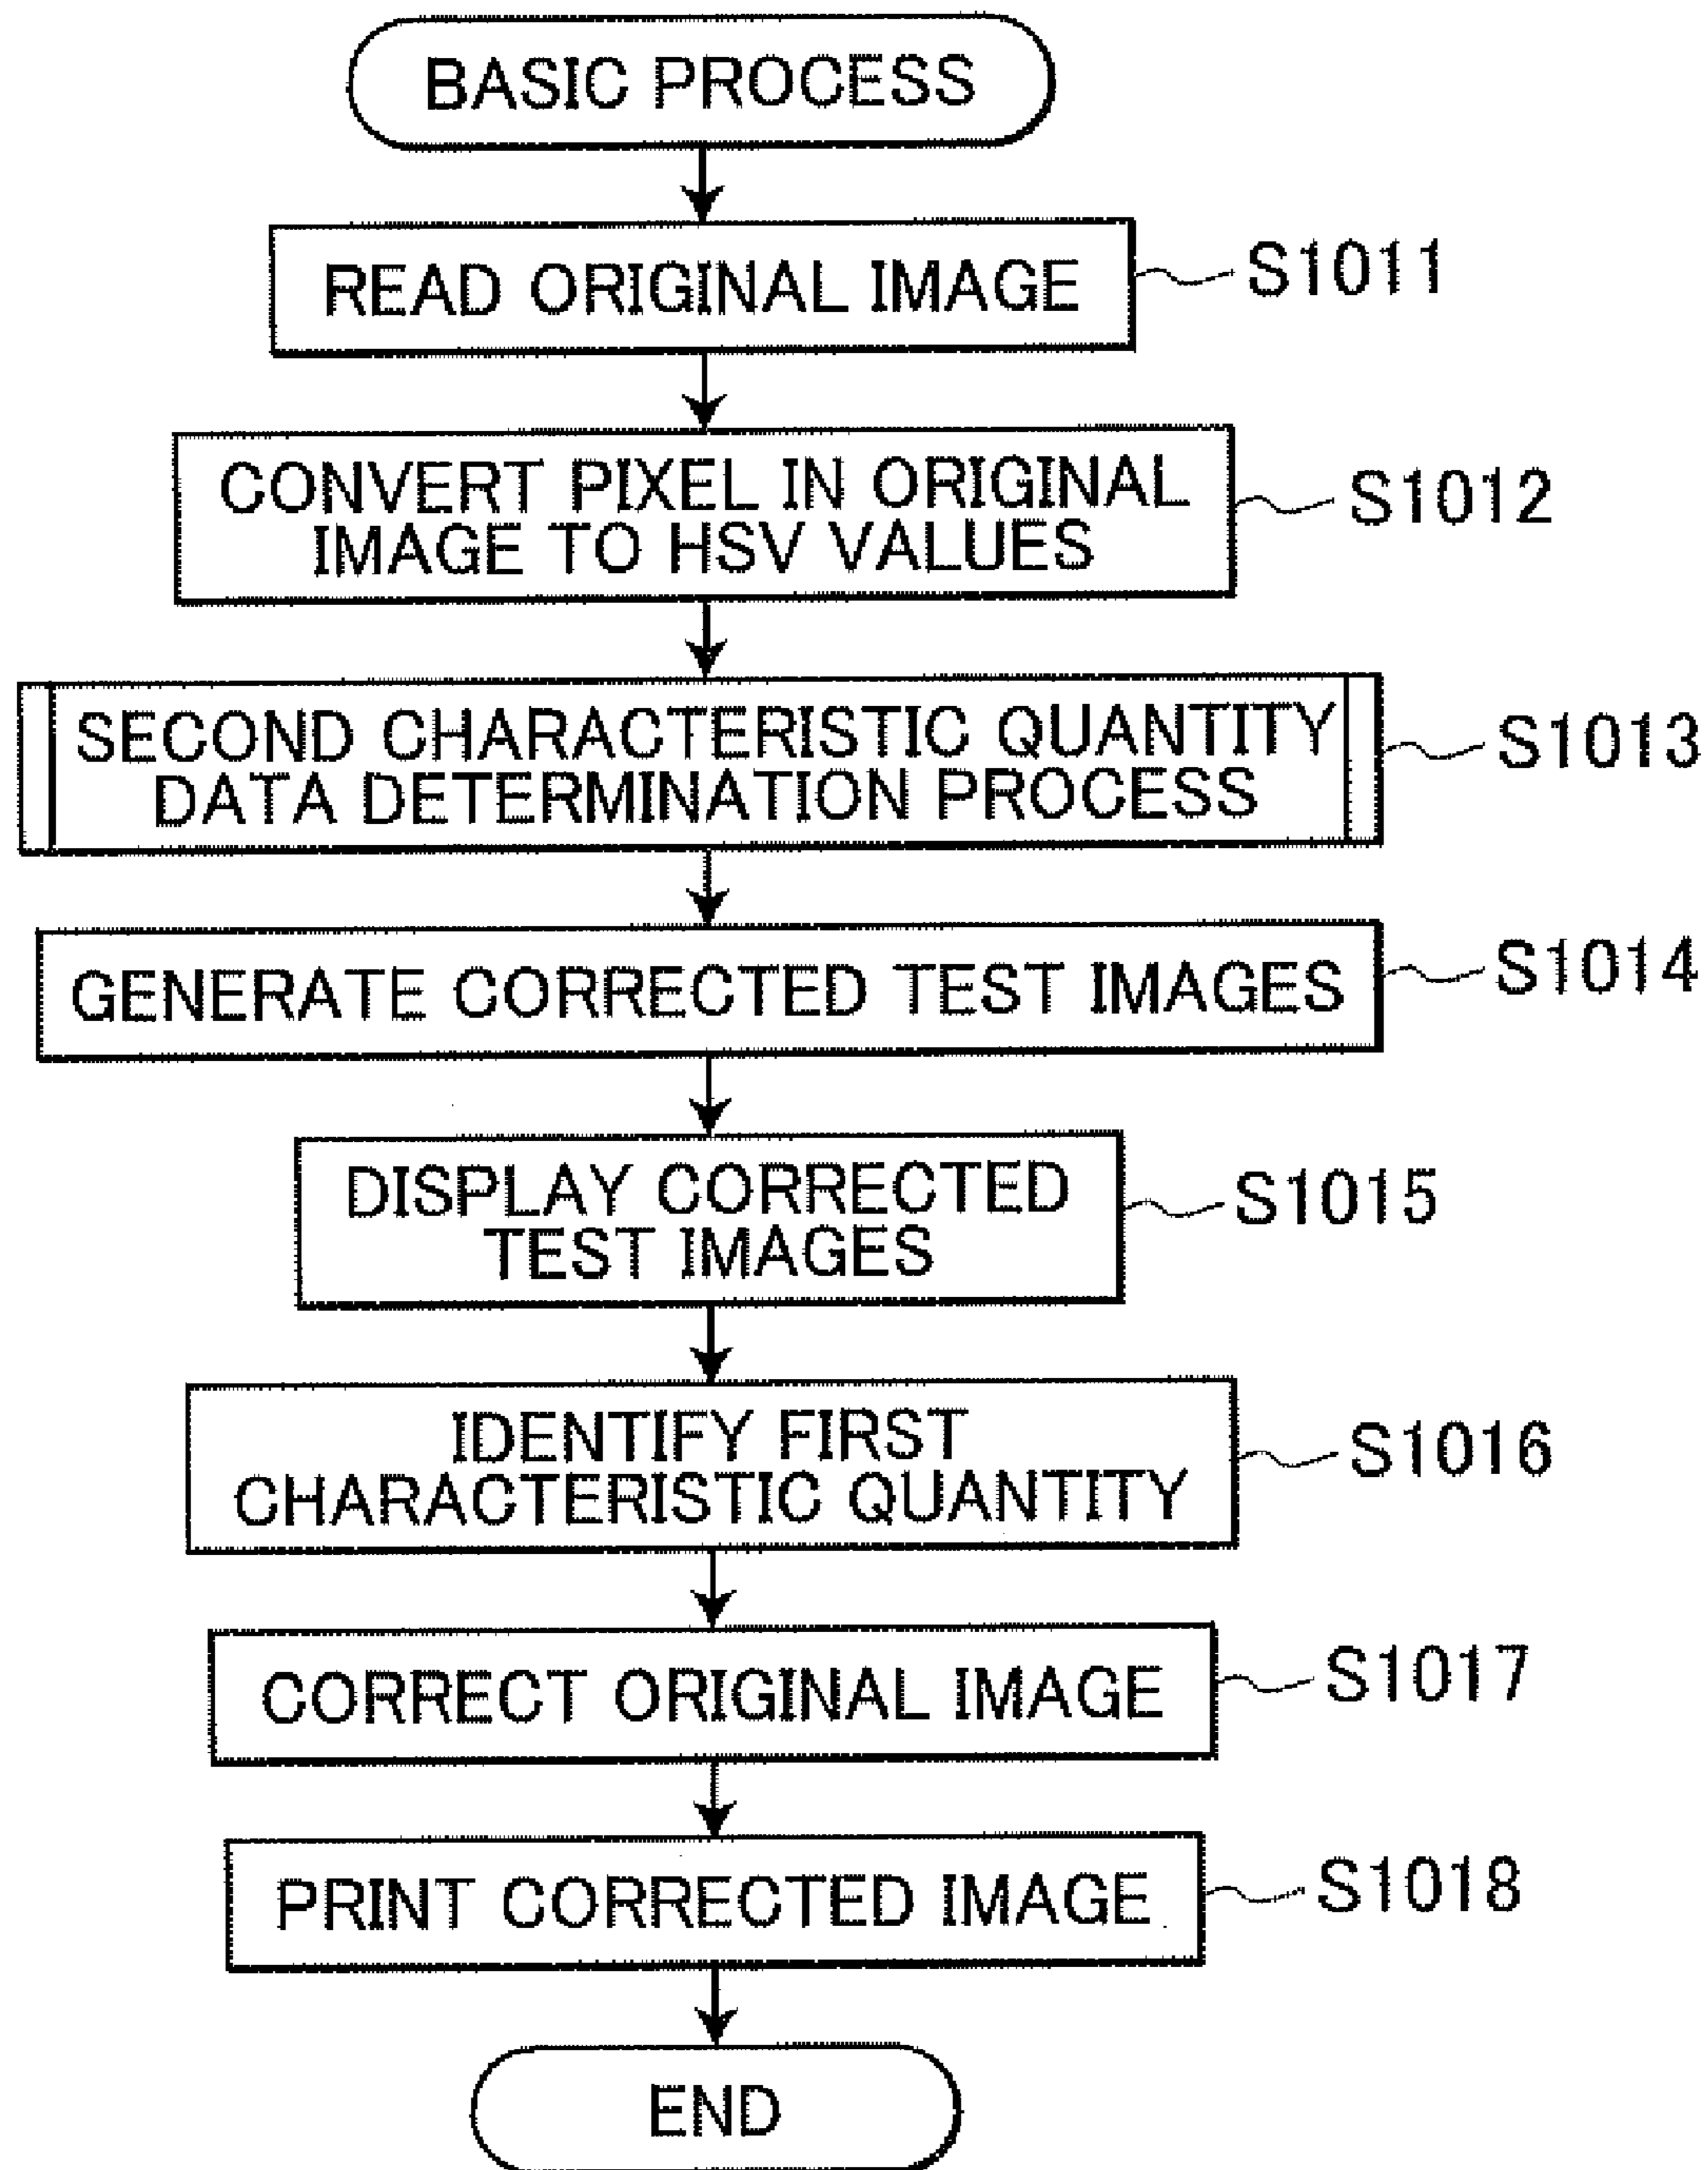 BASIC PROCESS
READ ORIGINAL IMAGE
S1011
CONVERT PIXEL IN ORIGINAL
IMAGE TO HSV VALUES
S1012
SECOND CHARACTERISTIC QUANTITY
DATA DETERMINATION PROCESS
S1013
GENERATE CORRECTED TEST IMAGES
S1014
DISPLAY CORRECTED
TEST IMAGES
S1015
IDENTIFY FIRST
CHARACTERISTIC QUANTITY
S1016
CORRECT ORIGINAL IMAGE
S1017
PRINT CORRECTED IMAGE
S1018
END